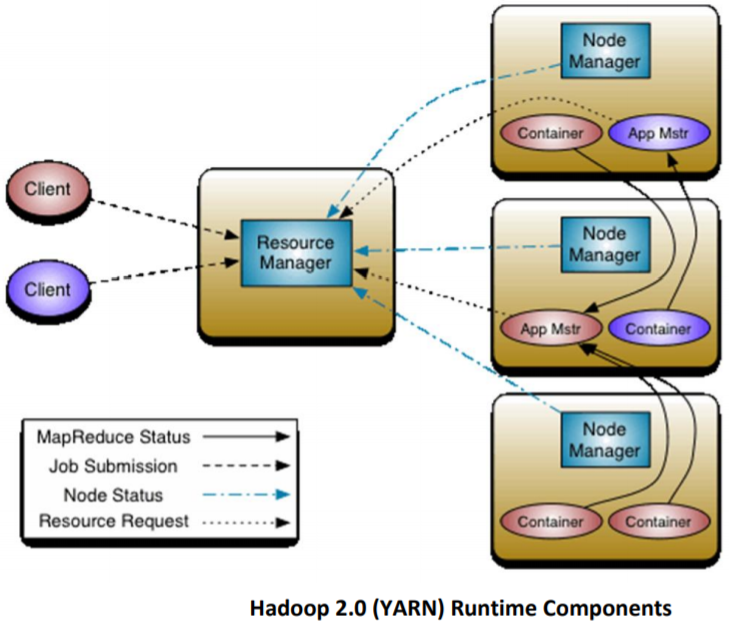 Node
Manager
Container
App Mstr
Client
Client
Resource
Manager
Node
Manager
App Mstr
Container
Node
Manager
Container
Container
MapReduce Status
Job Submission
Node Status
Resource Request
Hadoop 2.0 (YARN) Runtime Components